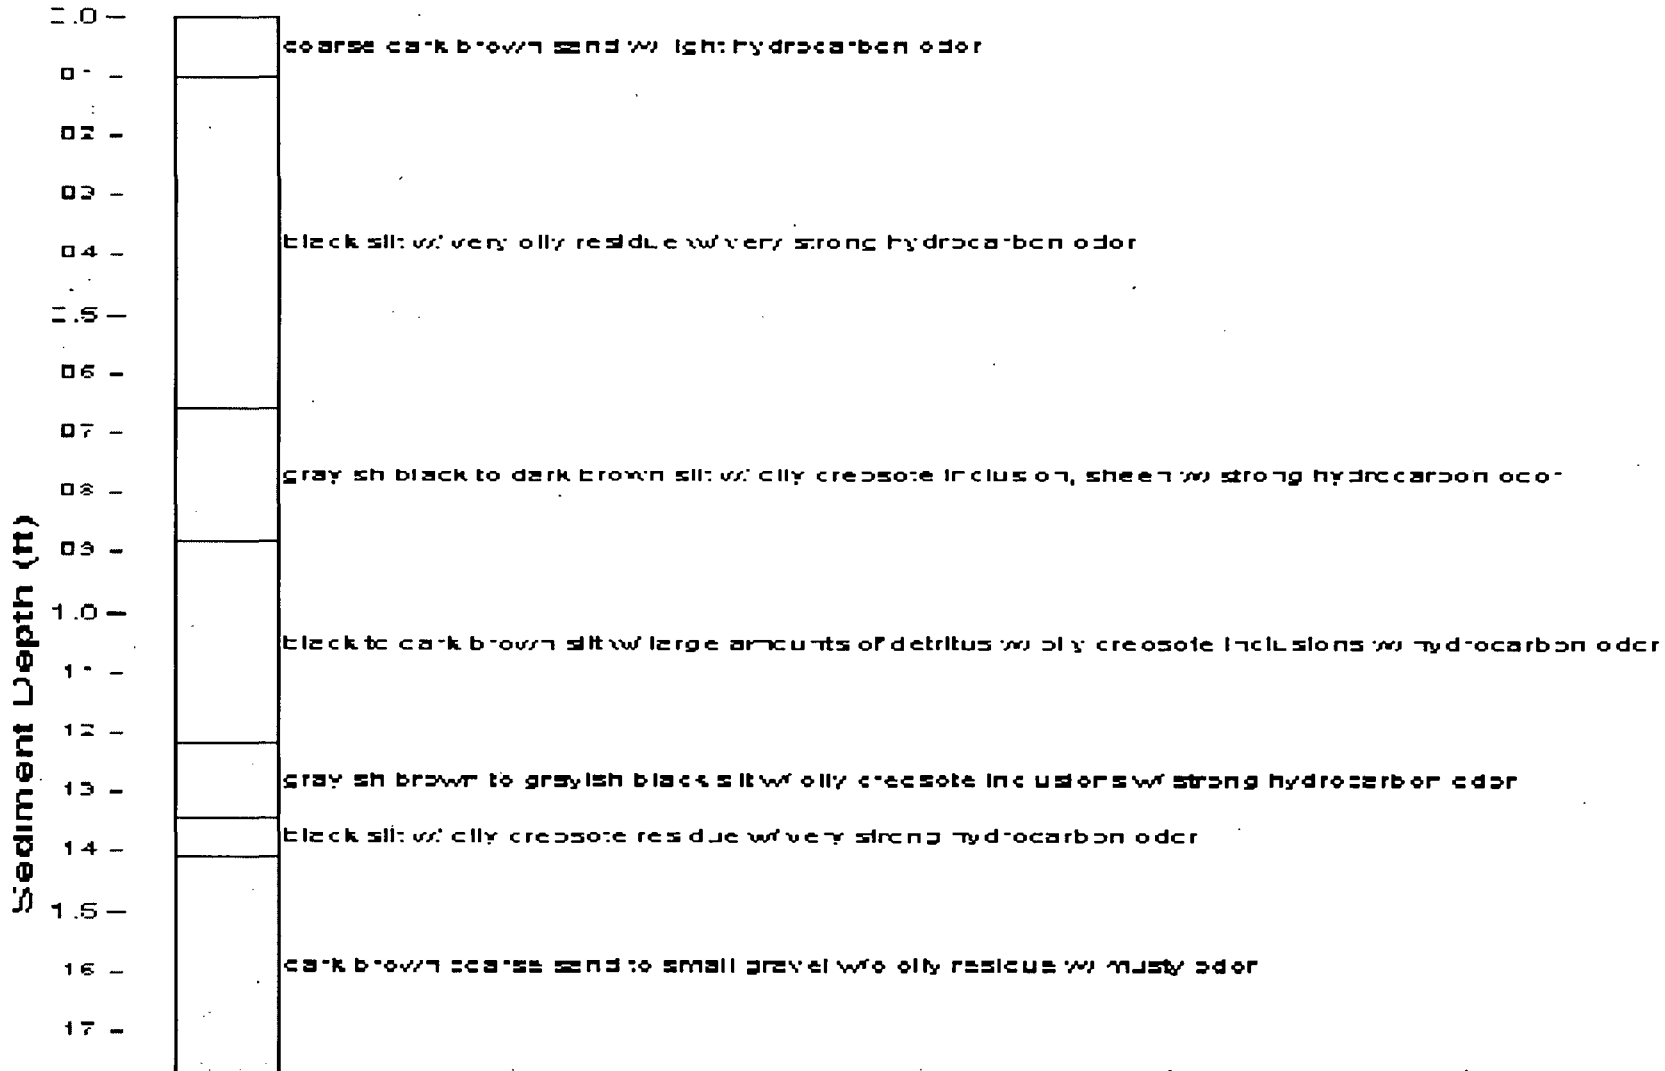 0.0
coarse dark brown sand w/ light hydrocarbon odor
0.1
0.2
0.3
0.4
black silt w/ very oily residue w/ very strong hydrocarbon odor
0.5
0.6
0.7
grayish black to dark brown silt w/ oily creosote inclusion, sheen w/ strong hydrocarbon odor
0.8
0.9
Sediment Depth (ft)
1.0
black to dark brown silt w/ large amounts of detritus w/ oily creosote inclusions w/ hydrocarbon odor
1.1
1.2
grayish brown to grayish black silt w/ oily creosote inclusions w/ strong hydrocarbon odor
1.3
black silt w/ oily creosote residue w/ very strong hydrocarbon odor
1.4
1.5
dark brown coarse sand to small gravel w/o oily residue w/ musty odor
1.6
1.7